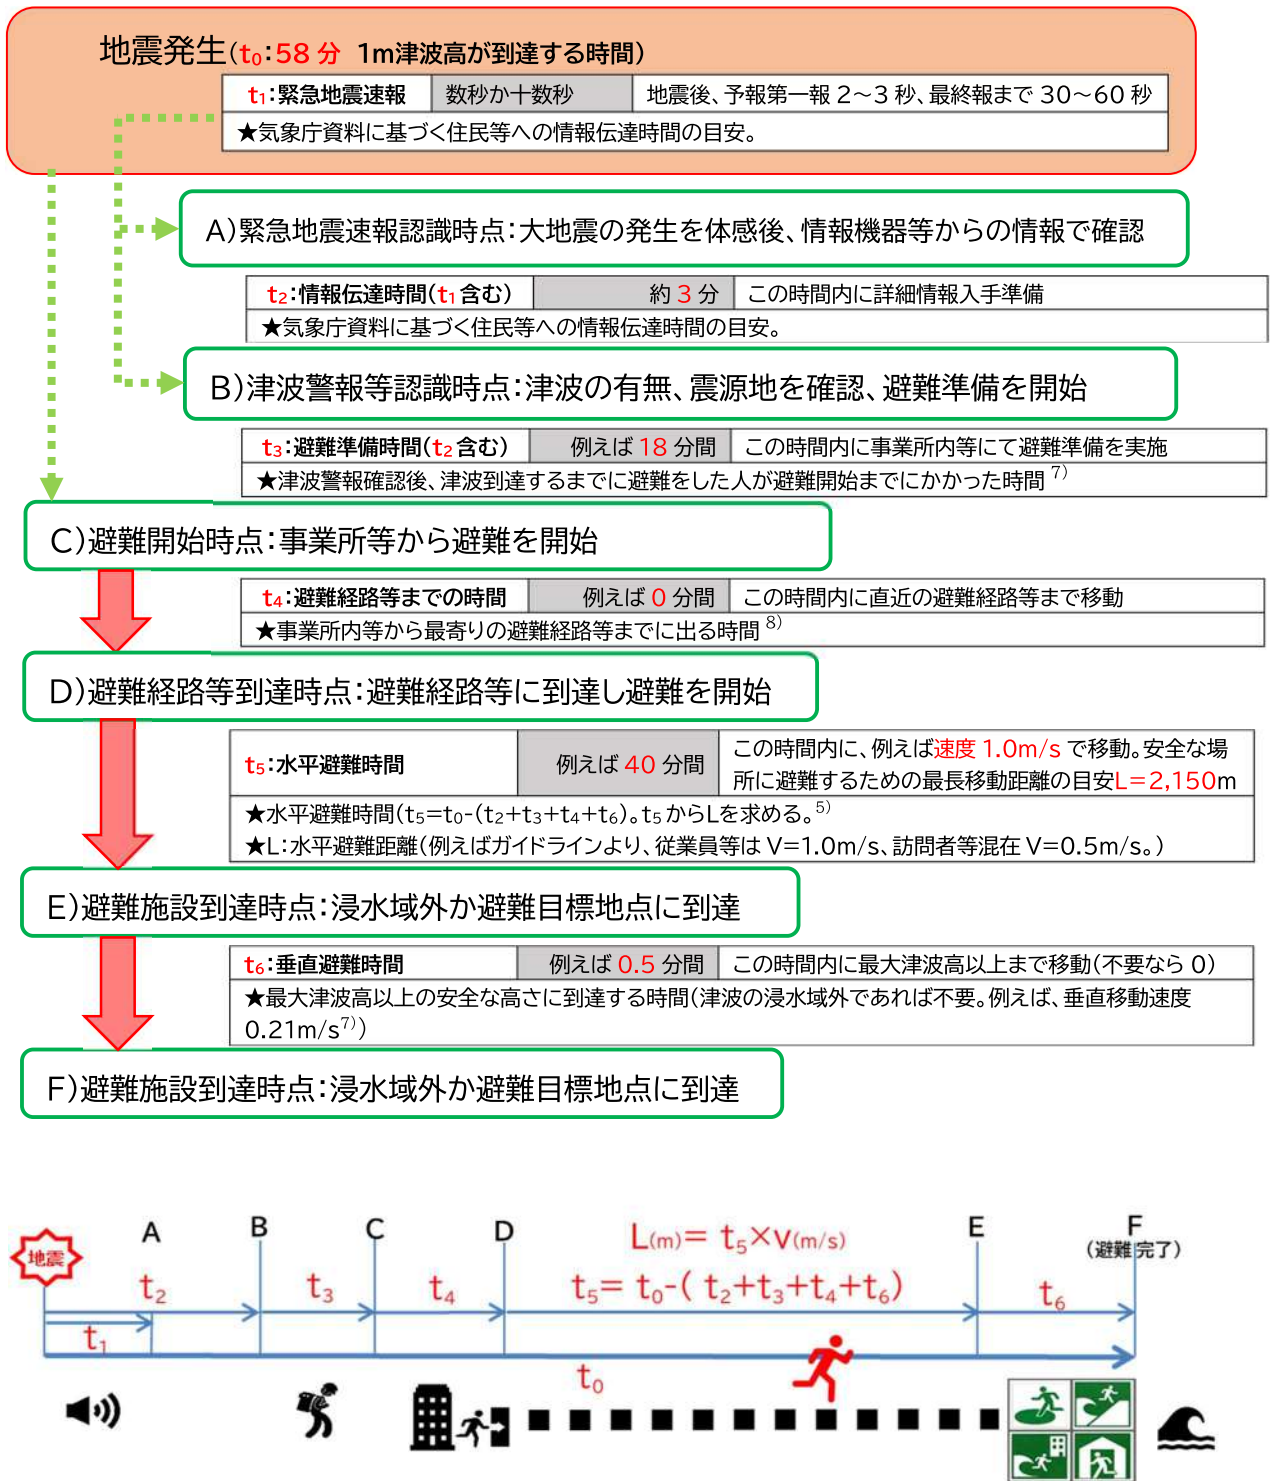 地震発生(t₀:58分 1m津波高が到達する時間)
t₁:緊急地震速報 数秒か十数秒 地震後、予報第一報2～3秒、最終報まで30～60秒
★気象庁資料に基づく住民等への情報伝達時間の目安。
A)緊急地震速報認識時点:大地震の発生を体感後、情報機器等からの情報で確認
t₂:情報伝達時間(t₁含む) 約3分 この時間内に詳細情報入手準備
★気象庁資料に基づく住民等への情報伝達時間の目安。
B)津波警報等認識時点:津波の有無、震源地を確認、避難準備を開始
t₃:避難準備時間(t₂含む) 例えば18分間 この時間内に事業所内等にて避難準備を実施
★津波警報確認後、津波到達するまでに避難をした人が避難開始までにかかった時間7)
C)避難開始時点:事業所等から避難を開始
t₄:避難経路等までの時間 例えば0分間 この時間内に直近の避難経路等まで移動
★事業所内等から最寄りの避難経路等までに出る時間8)
D)避難経路等到達時点:避難経路等に到達し避難を開始
t₅:水平避難時間 例えば40分間 この時間内に、例えば速度1.0m/sで移動。安全な場
所に避難するための最長移動距離の目安L=2,150m
★水平避難時間(t₅=t₀-(t₂+t₃+t₄+t₆)。t₅からLを求める。5)
★L:水平避難距離(例えばガイドラインより、従業員等はV=1.0m/s、訪問者等混在V=0.5m/s。)
E)避難施設到達時点:浸水域外か避難目標地点に到達
t₆:垂直避難時間 例えば0.5分間 この時間内に最大津波高以上まで移動(不要なら0)
★最大津波高以上の安全な高さに到達する時間(津波の浸水域外であれば不要。例えば、垂直移動速度
0.21m/s7))
F)避難施設到達時点:浸水域外か避難目標地点に到達
A B C D L(m)= t₅×v(m/s) E F
地震 (避難完了)
t₂ t₃ t₄ t₅= t₀-( t₂+t₃+t₄+t₆) t₆
t₁
t₀